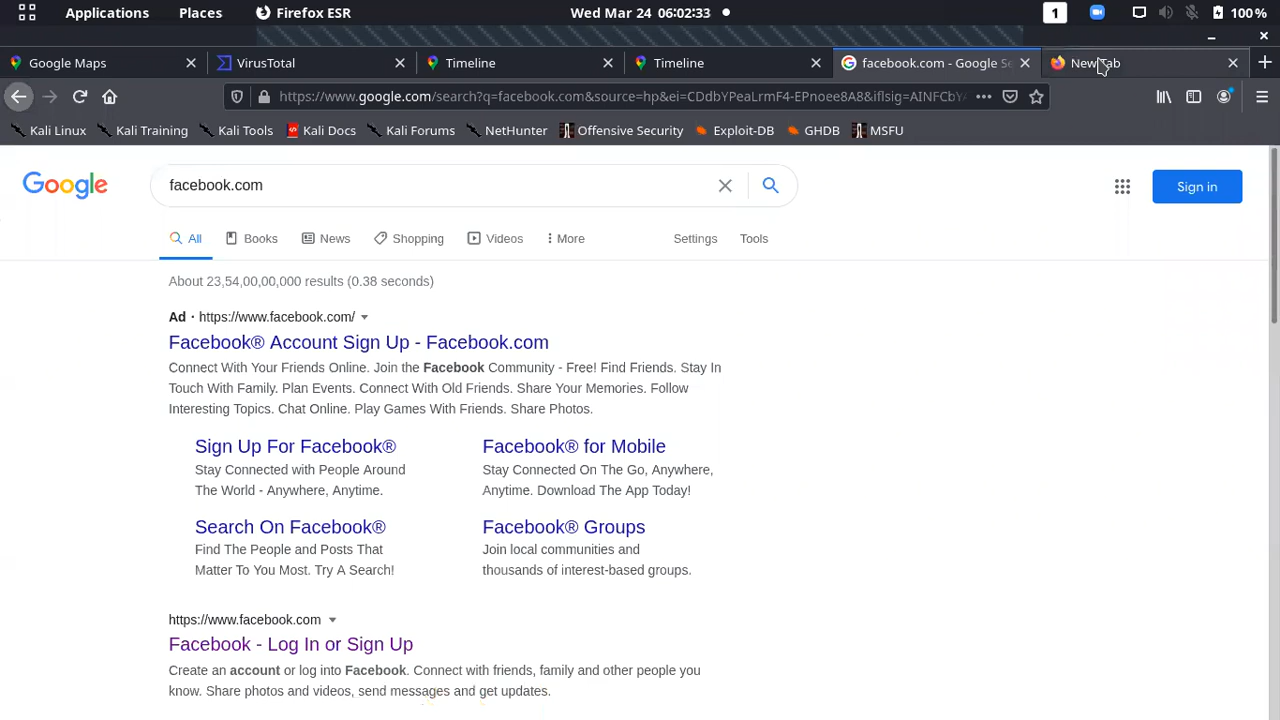 Applications Places Firefox ESR Wed Mar 24 06:02:33 1 100%
Google Maps VirusTotal Timeline Timeline facebook.com - Google Se New Tab
https://www.google.com/search?q=facebook.com&source=hp&ei=CDdbYPeaLrmF4-EPnoee8A8&iflsig=AINFCbYA
Kali Linux Kali Training Kali Tools Kali Docs Kali Forums NetHunter Offensive Security Exploit-DB GHDB MSFU
Google facebook.com Sign in
All Books News Shopping Videos More Settings Tools
About 23,54,00,00,000 results (0.38 seconds)
Ad · https://www.facebook.com/
Facebook® Account Sign Up - Facebook.com
Connect With Your Friends Online. Join the Facebook Community - Free! Find Friends. Stay In
Touch With Family. Plan Events. Connect With Old Friends. Share Your Memories. Follow
Interesting Topics. Chat Online. Play Games With Friends. Share Photos.
Sign Up For Facebook®
Stay Connected with People Around
The World - Anywhere, Anytime.
Facebook® for Mobile
Stay Connected On The Go, Anywhere,
Anytime. Download The App Today!
Search On Facebook®
Find The People and Posts That
Matter To You Most. Try A Search!
Facebook® Groups
Join local communities and
thousands of interest-based groups.
https://www.facebook.com
Facebook - Log In or Sign Up
Create an account or log into Facebook. Connect with friends, family and other people you
know. Share photos and videos, send messages and get updates.